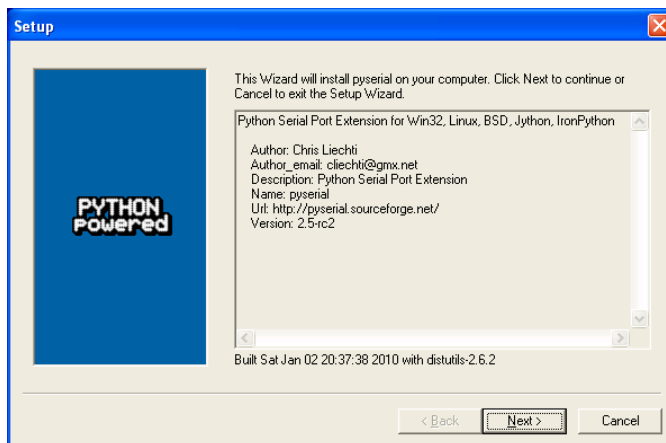 Setup
This Wizard will install pyserial on your computer. Click Next to continue or
Cancel to exit the Setup Wizard.
Python Serial Port Extension for Win32, Linux, BSD, Jython, IronPython
Author: Chris Liechti
Author_email: cliechti@gmx.net
Description: Python Serial Port Extension
Name: pyserial
Url: http://pyserial.sourceforge.net/
Version: 2.5-rc2
PYTHON
powered
Built Sat Jan 02 20:37:38 2010 with distutils-2.6.2
< Back
Next >
Cancel